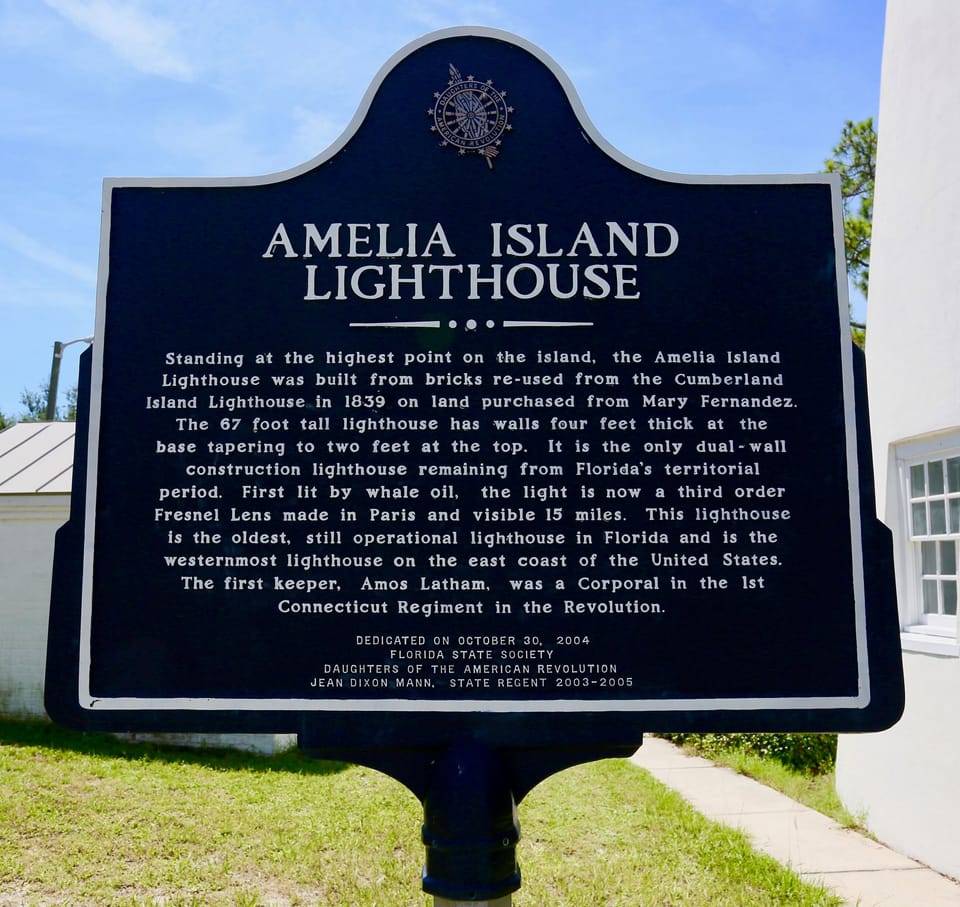 DAUGHTERS OF THE
AMERICAN REVOLUTION
AMELIA ISLAND
LIGHTHOUSE
Standing at the highest point on the island, the Amelia Island
Lighthouse was built from bricks re-used from the Cumberland
Island Lighthouse in 1839 on land purchased from Mary Fernandez.
The 67 foot tall lighthouse has walls four feet thick at the
base tapering to two feet at the top. It is the only dual-wall
construction lighthouse remaining from Florida's territorial
period. First lit by whale oil, the light is now a third order
Fresnel Lens made in Paris and visible 15 miles. This lighthouse
is the oldest, still operational lighthouse in Florida and is the
westernmost lighthouse on the east coast of the United States.
The first keeper, Amos Latham, was a Corporal in the 1st
Connecticut Regiment in the Revolution.
DEDICATED ON OCTOBER 30, 2004
FLORIDA STATE SOCIETY
DAUGHTERS OF THE AMERICAN REVOLUTION
JEAN DIXON MANN, STATE REGENT 2003-2005